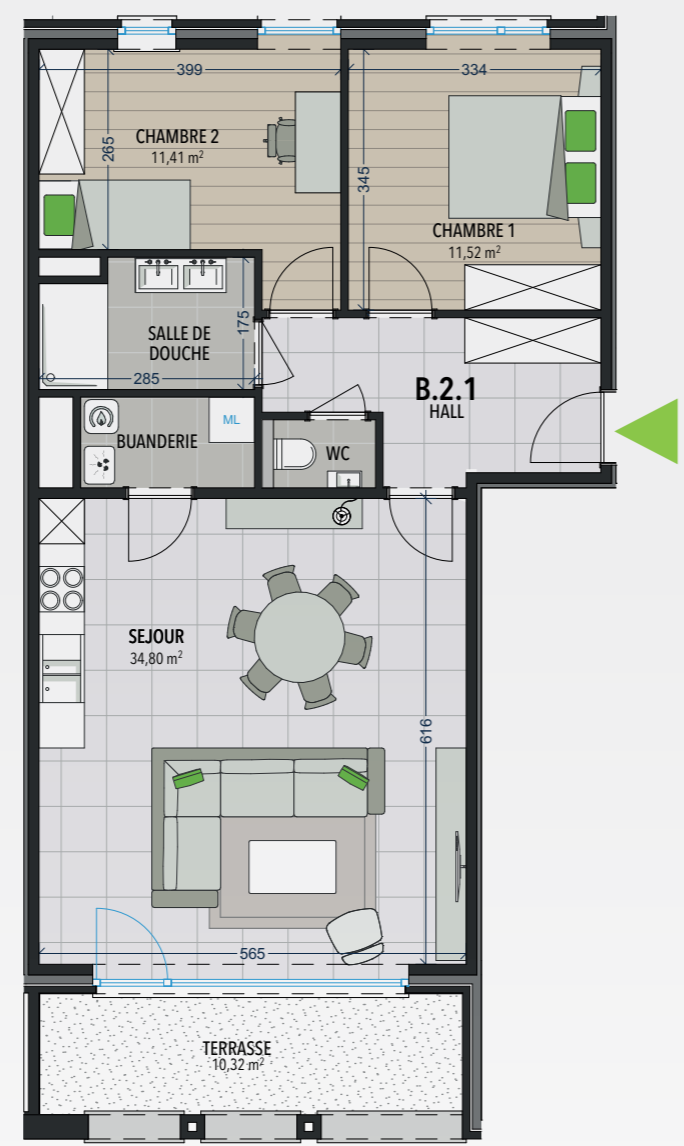 399
334
CHAMBRE 2
11,41 m²
265
345
CHAMBRE 1
11,52 m²
SALLE DE
DOUCHE
175
285
B.2.1
HALL
ML
BUANDERIE
WC
SEJOUR
34,80 m²
616
565
TERRASSE
10,32 m²